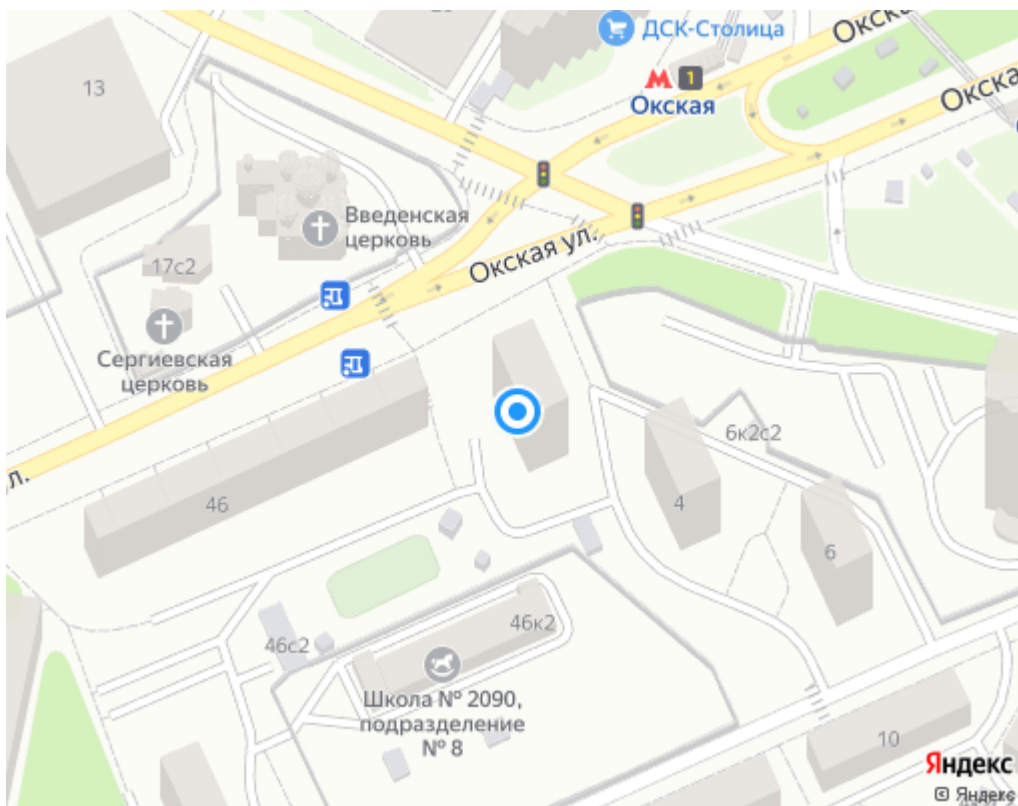 ДСК-Столица
Окская
13
М 1
Окская
Окская
Введенская
церковь
Окская ул.
17с2
Сергиевская
церковь
6к2с2
л.
46
4
6
46к2
46с2
Школа № 2090,
подразделение
№ 8
10
Яндекс
© Яндекс